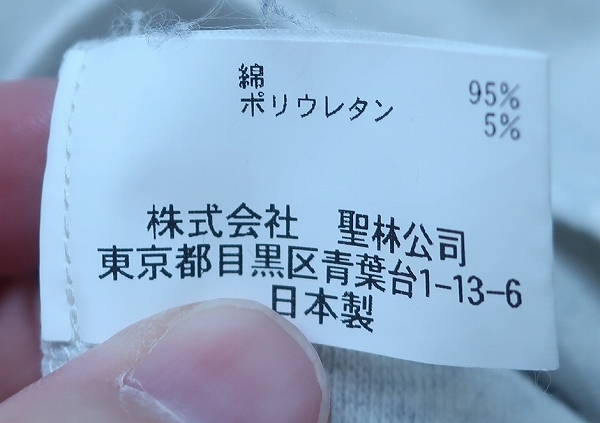 綿 95%
ポリウレタン 5%
株式会社 聖林公司
東京都目黒区青葉台1-13-6
日本製